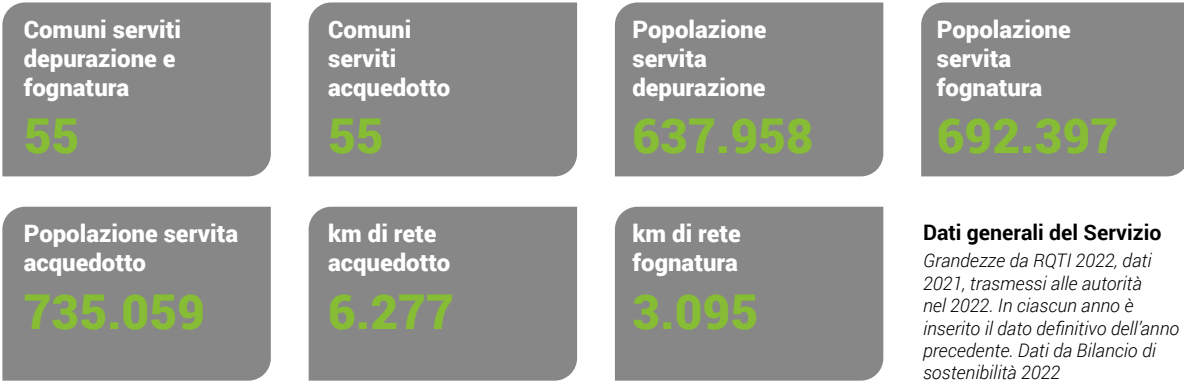 Comuni serviti
depurazione e
fognatura
55
Comuni
serviti
acquedotto
55
Popolazione
servita
depurazione
637.958
Popolazione
servita
fognatura
692.397
Popolazione servita
acquedotto
735.059
km di rete
acquedotto
6.277
km di rete
fognatura
3.095
Dati generali del Servizio
Grandezze da RQTI 2022, dati
2021, trasmessi alle autorità
nel 2022. In ciascun anno è
inserito il dato definitivo dell'anno
precedente. Dati da Bilancio di
sostenibilità 2022